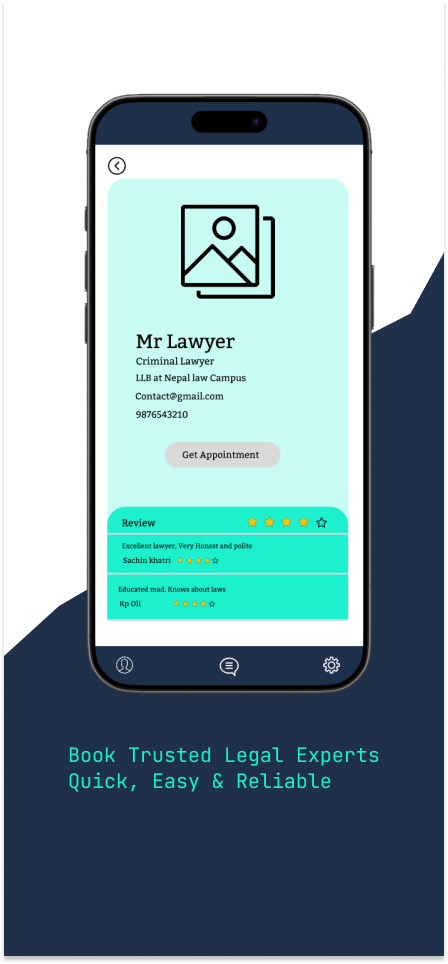 Mr Lawyer
Criminal Lawyer
LLB at Nepal law Campus
Contact@gmail.com
9876543210
Get Appointment
Review
Excellent lawyer, Very Honest and polite
Sachin khatri
Educated mad, Knows about laws
Kp Oli
Book Trusted Legal Experts
Quick, Easy & Reliable